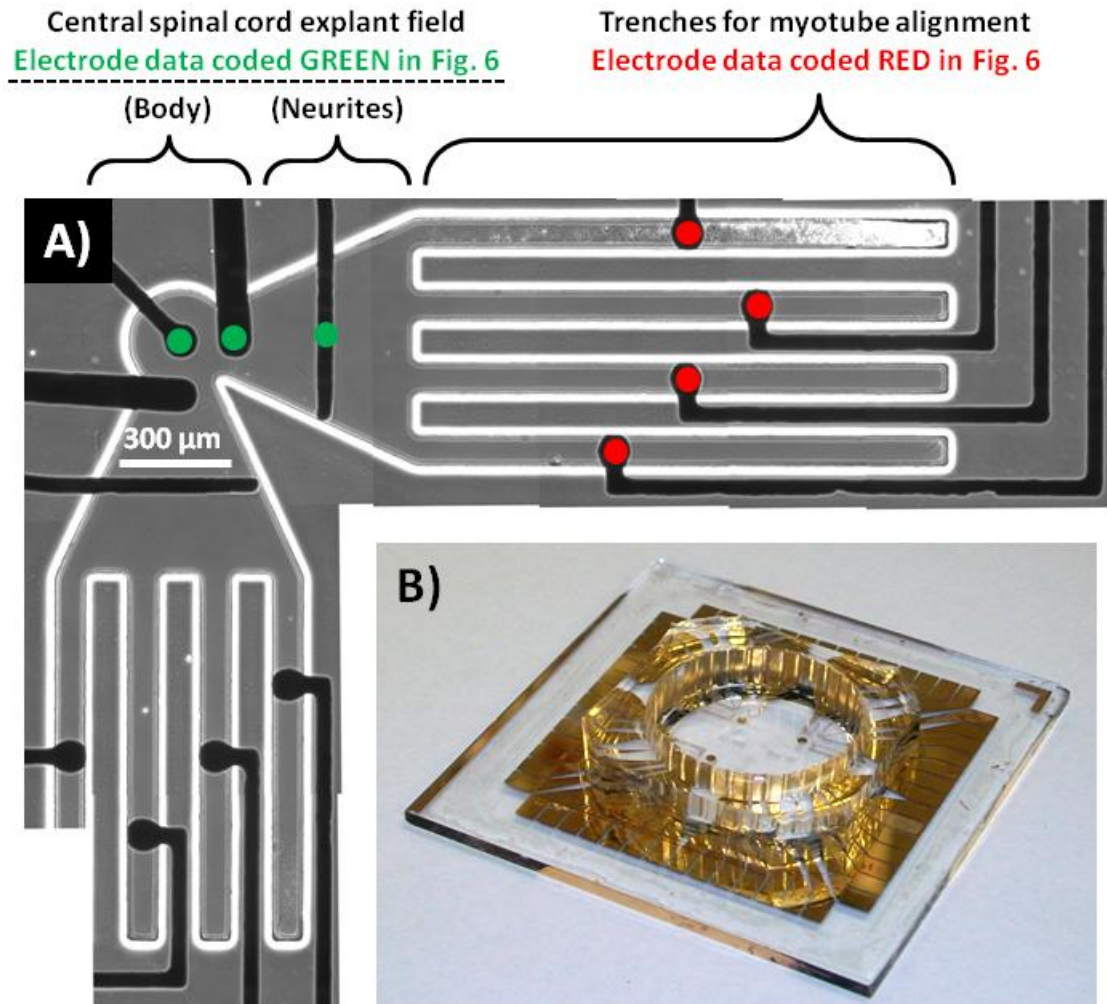 Central spinal cord explant field
Electrode data coded GREEN in Fig. 6
(Body)
(Neurites)
Trenches for myotube alignment
Electrode data coded RED in Fig. 6
A)
300 µm
B)